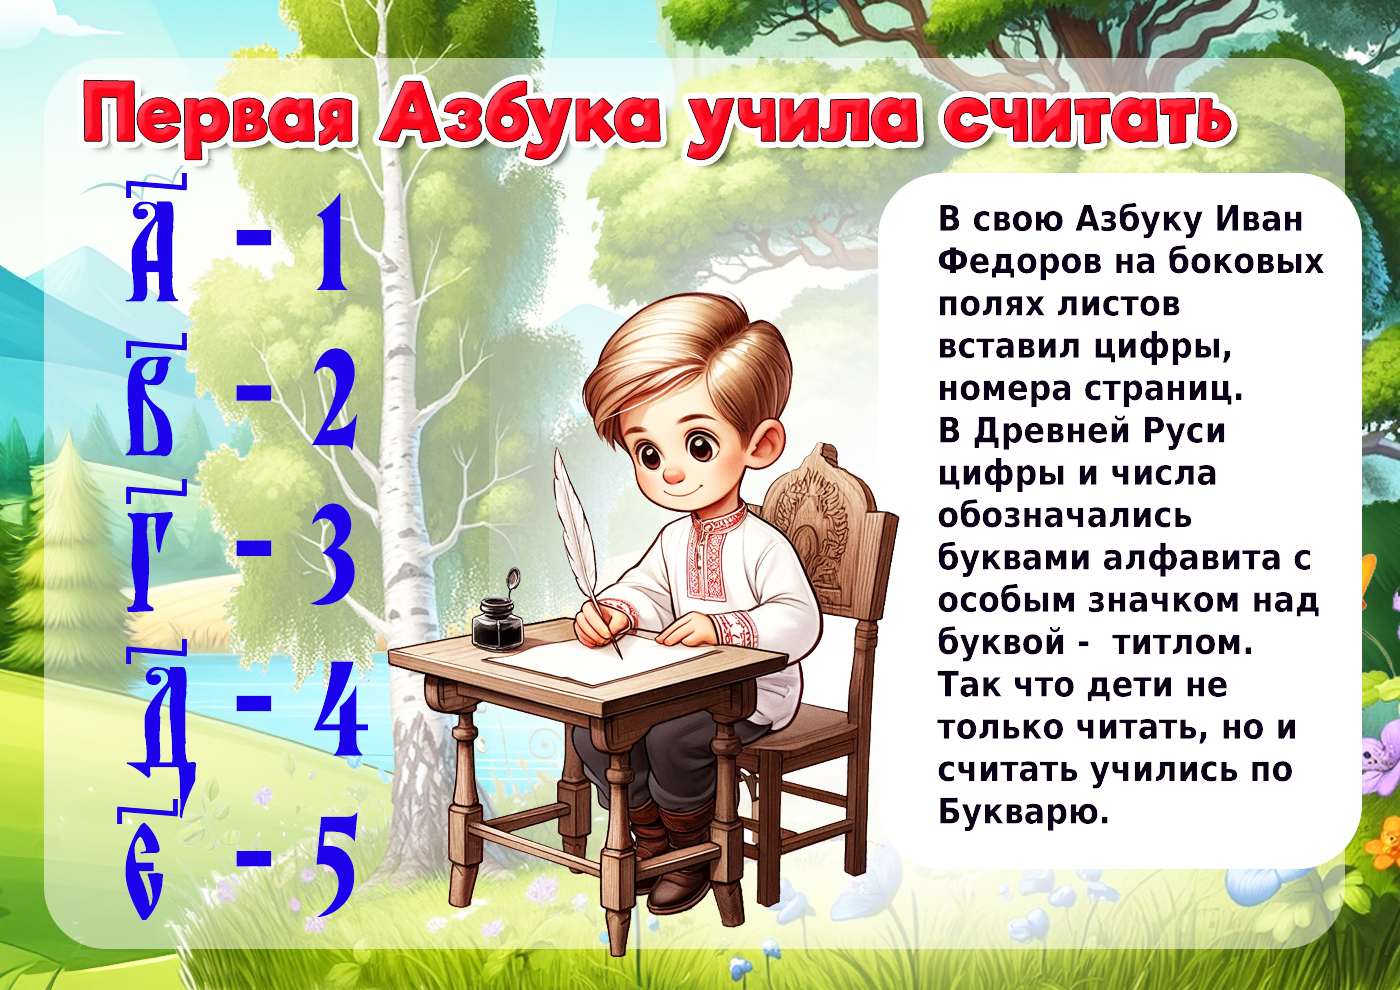 Первая Азбука учила считать
А҃ - 1
В҃ - 2
Г҃ - 3
Д҃ - 4
Є҃ - 5
В свою Азбуку Иван
Федоров на боковых
полях листов
вставил цифры,
номера страниц.
В Древней Руси
цифры и числа
обозначались
буквами алфавита с
особым значком над
буквой -  титлом.
Так что дети не
только читать, но и
считать учились по
Букварю.